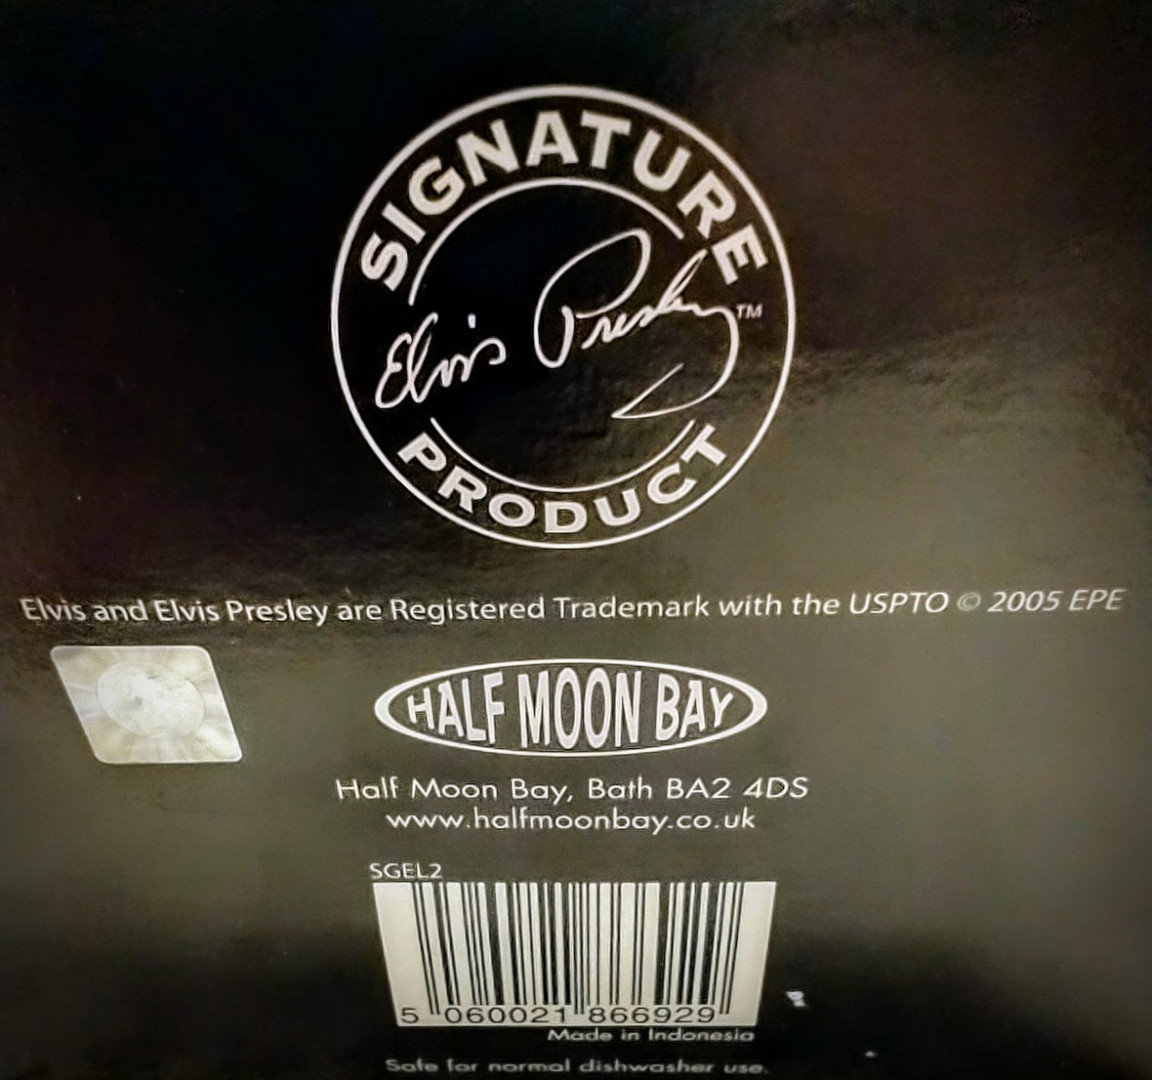 SIGNATURE
Elvis Presley™
PRODUCT
Elvis and Elvis Presley are Registered Trademark with the USPTO © 2005 EPE
HALF MOON BAY
Half Moon Bay, Bath BA2 4DS
www.halfmoonbay.co.uk
SGEL2
5 060021 866929
Made in Indonesia
Safe for normal dishwasher use.